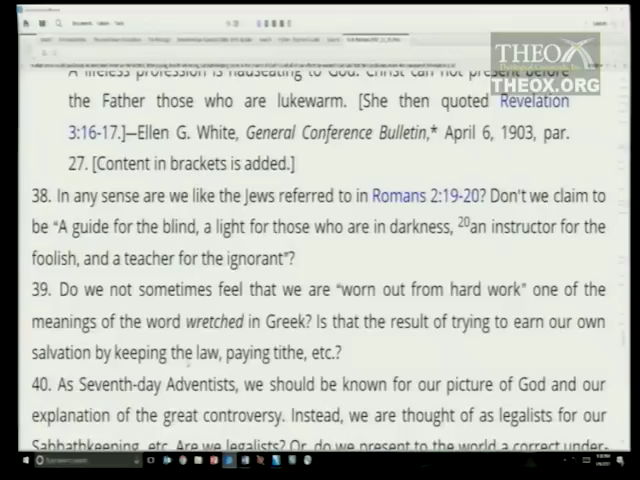 THEOX
THEOX.ORG
A lifeless profession is nauseating to God. Christ can not present before
the Father those who are lukewarm. [She then quoted Revelation
3:16-17.]—Ellen G. White, General Conference Bulletin,* April 6, 1903, par.
27. [Content in brackets is added.]
38. In any sense are we like the Jews referred to in Romans 2:19-20? Don't we claim to
be “A guide for the blind, a light for those who are in darkness, 20an instructor for the
foolish, and a teacher for the ignorant”?
39. Do we not sometimes feel that we are “worn out from hard work” one of the
meanings of the word wretched in Greek? Is that the result of trying to earn our own
salvation by keeping the law, paying tithe, etc.?
40. As Seventh-day Adventists, we should be known for our picture of God and our
explanation of the great controversy. Instead, we are thought of as legalists for our
Sabbathkeeping, etc. Are we legalists? Or, do we present to the world a correct under-